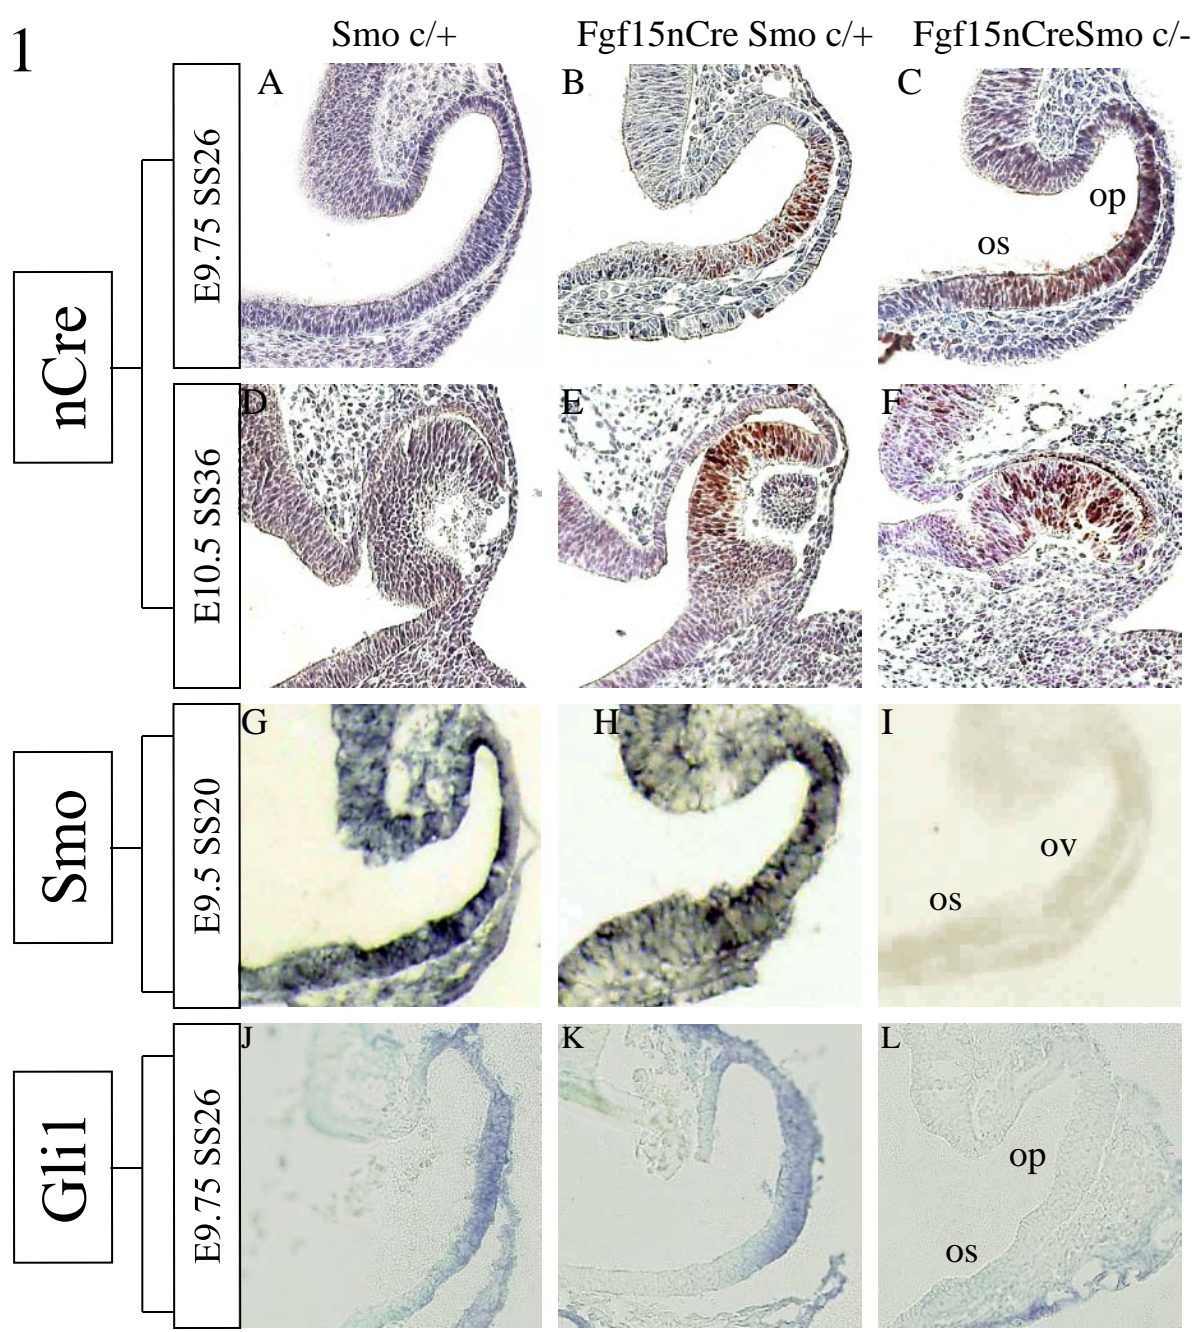 1
Smo c/+
Fgf15nCre Smo c/+
Fgf15nCreSmo c/-
nCre
E9.75 SS26
A
B
C
op
os
E10.5 SS36
D
E
F
Smo
E9.5 SS20
G
H
I
ov
os
Gli1
E9.75 SS26
J
K
L
op
os